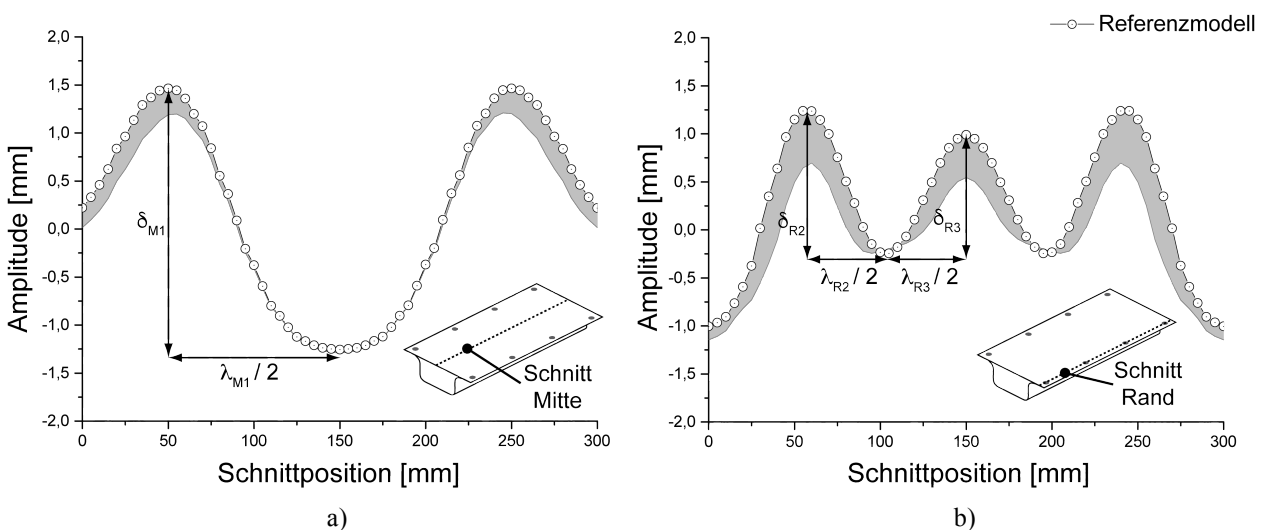 Referenzmodell
2,0
1,5
1,0
0,5
0,0
-0,5
-1,0
-1,5
-2,0
Amplitude [mm]
δM1
λM1 / 2
Schnitt
Mitte
0 50 100 150 200 250 300
Schnittposition [mm]
a)
2,0
1,5
1,0
0,5
0,0
-0,5
-1,0
-1,5
-2,0
Amplitude [mm]
δR2
δR3
λR2 / 2
λR3 / 2
Schnitt
Rand
0 50 100 150 200 250 300
Schnittposition [mm]
b)